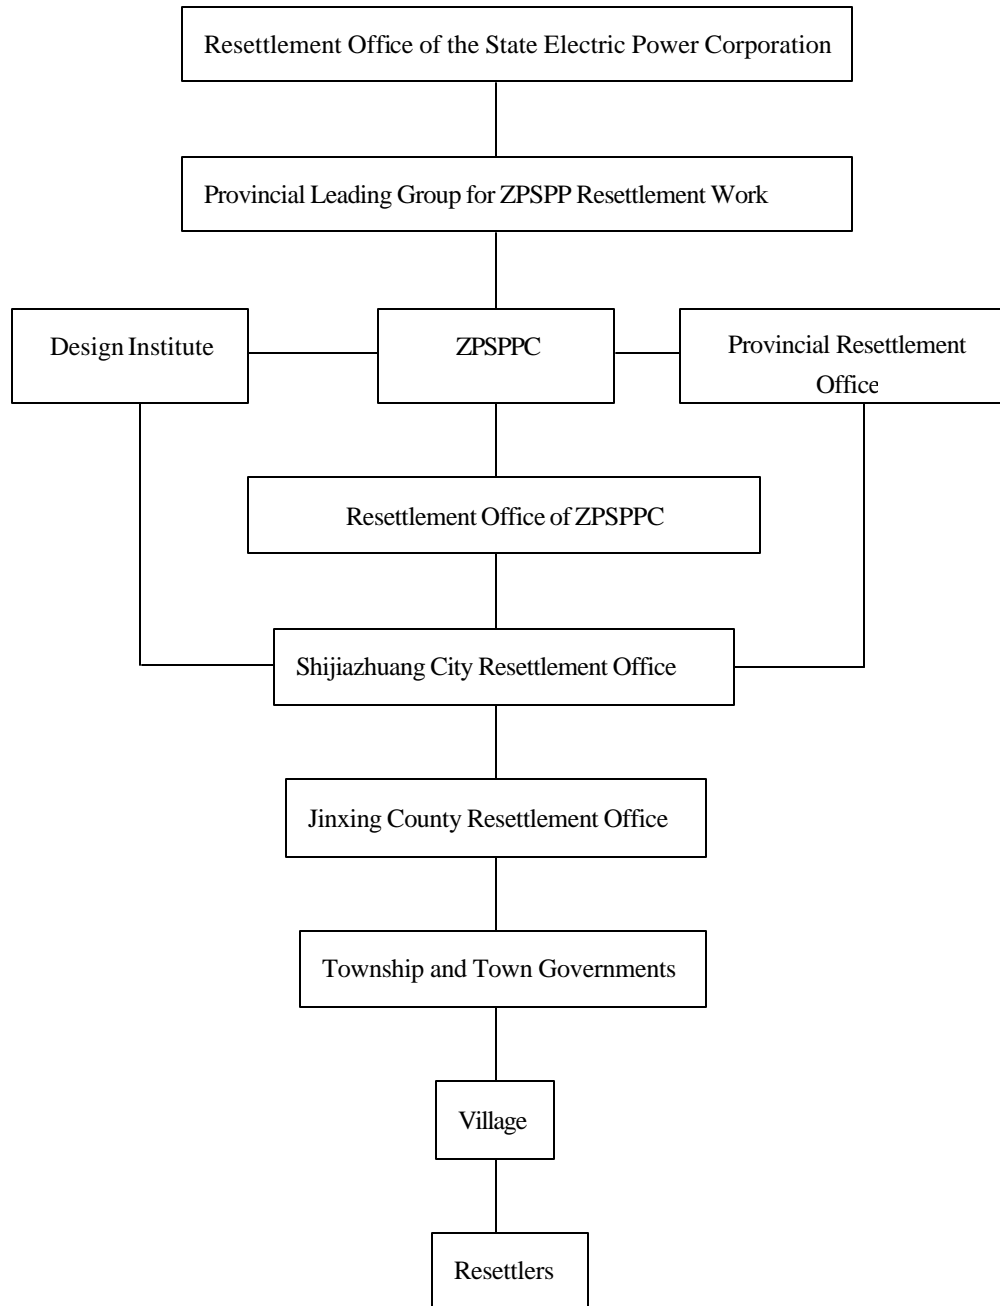 Resettlement Office of the State Electric Power Corporation
Provincial Leading Group for ZPSPP Resettlement Work
Design Institute
ZPSPPC
Provincial Resettlement
Office
Resettlement Office of ZPSPPC
Shijiazhuang City Resettlement Office
Jinxing County Resettlement Office
Township and Town Governments
Village
Resettlers